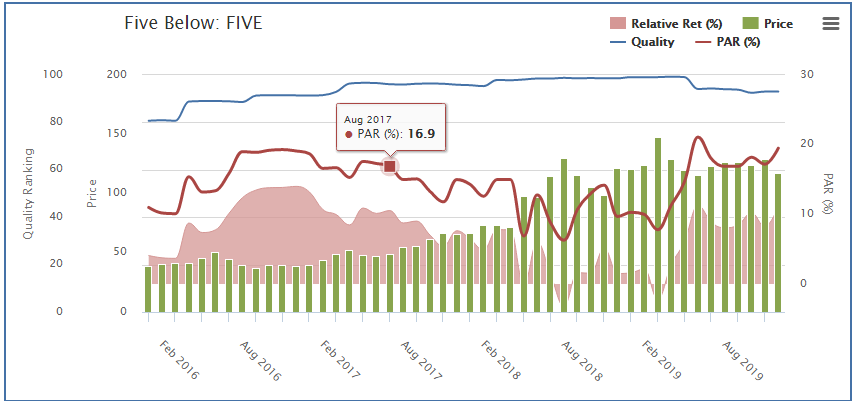 Five Below: FIVE
Relative Ret (%) Price
Quality PAR (%)
100 200 30
Aug 2017
PAR (%): 16.9
80 150 20
60 100
40 10
20 50 0
0 0
Quality Ranking
Price
PAR (%)
Feb 2016 Aug 2016 Feb 2017 Aug 2017 Feb 2018 Aug 2018 Feb 2019 Aug 2019